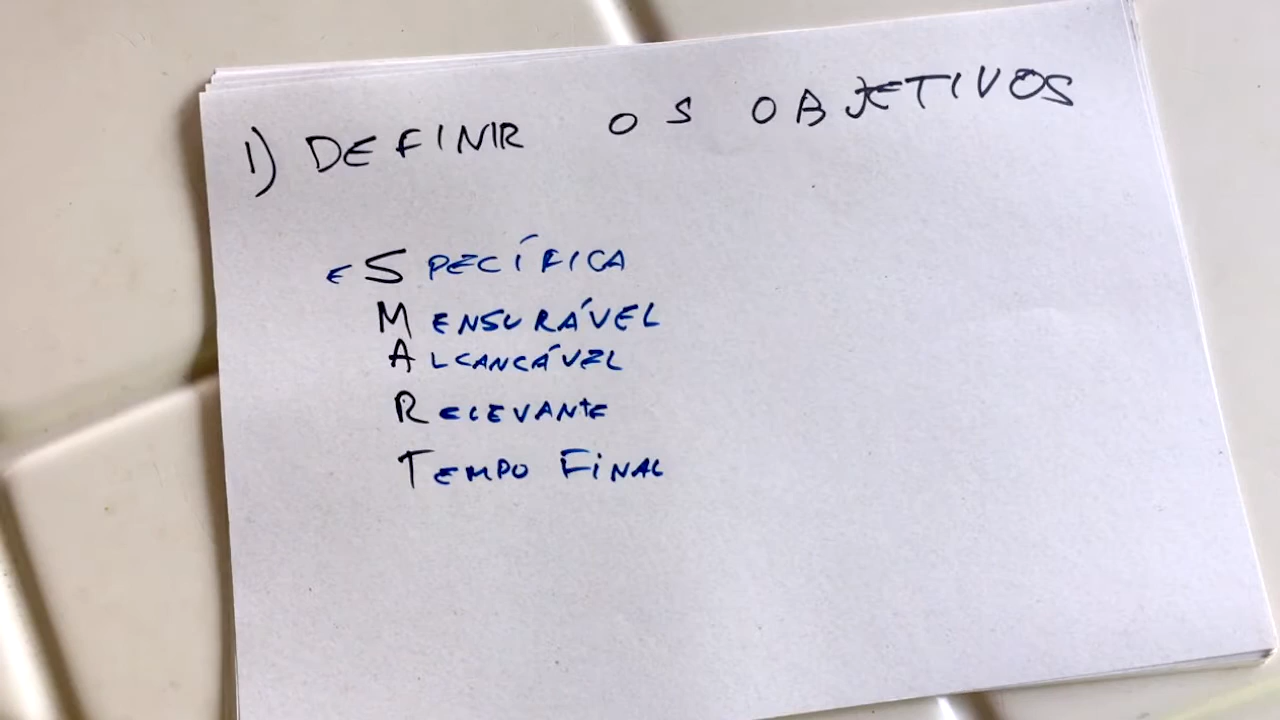 1) DEFINIR OS OBJETIVOS
ESPECÍFICA
MENSURÁVEL
ALCANCÁVEL
RELEVANTE
TEMPO FINAL